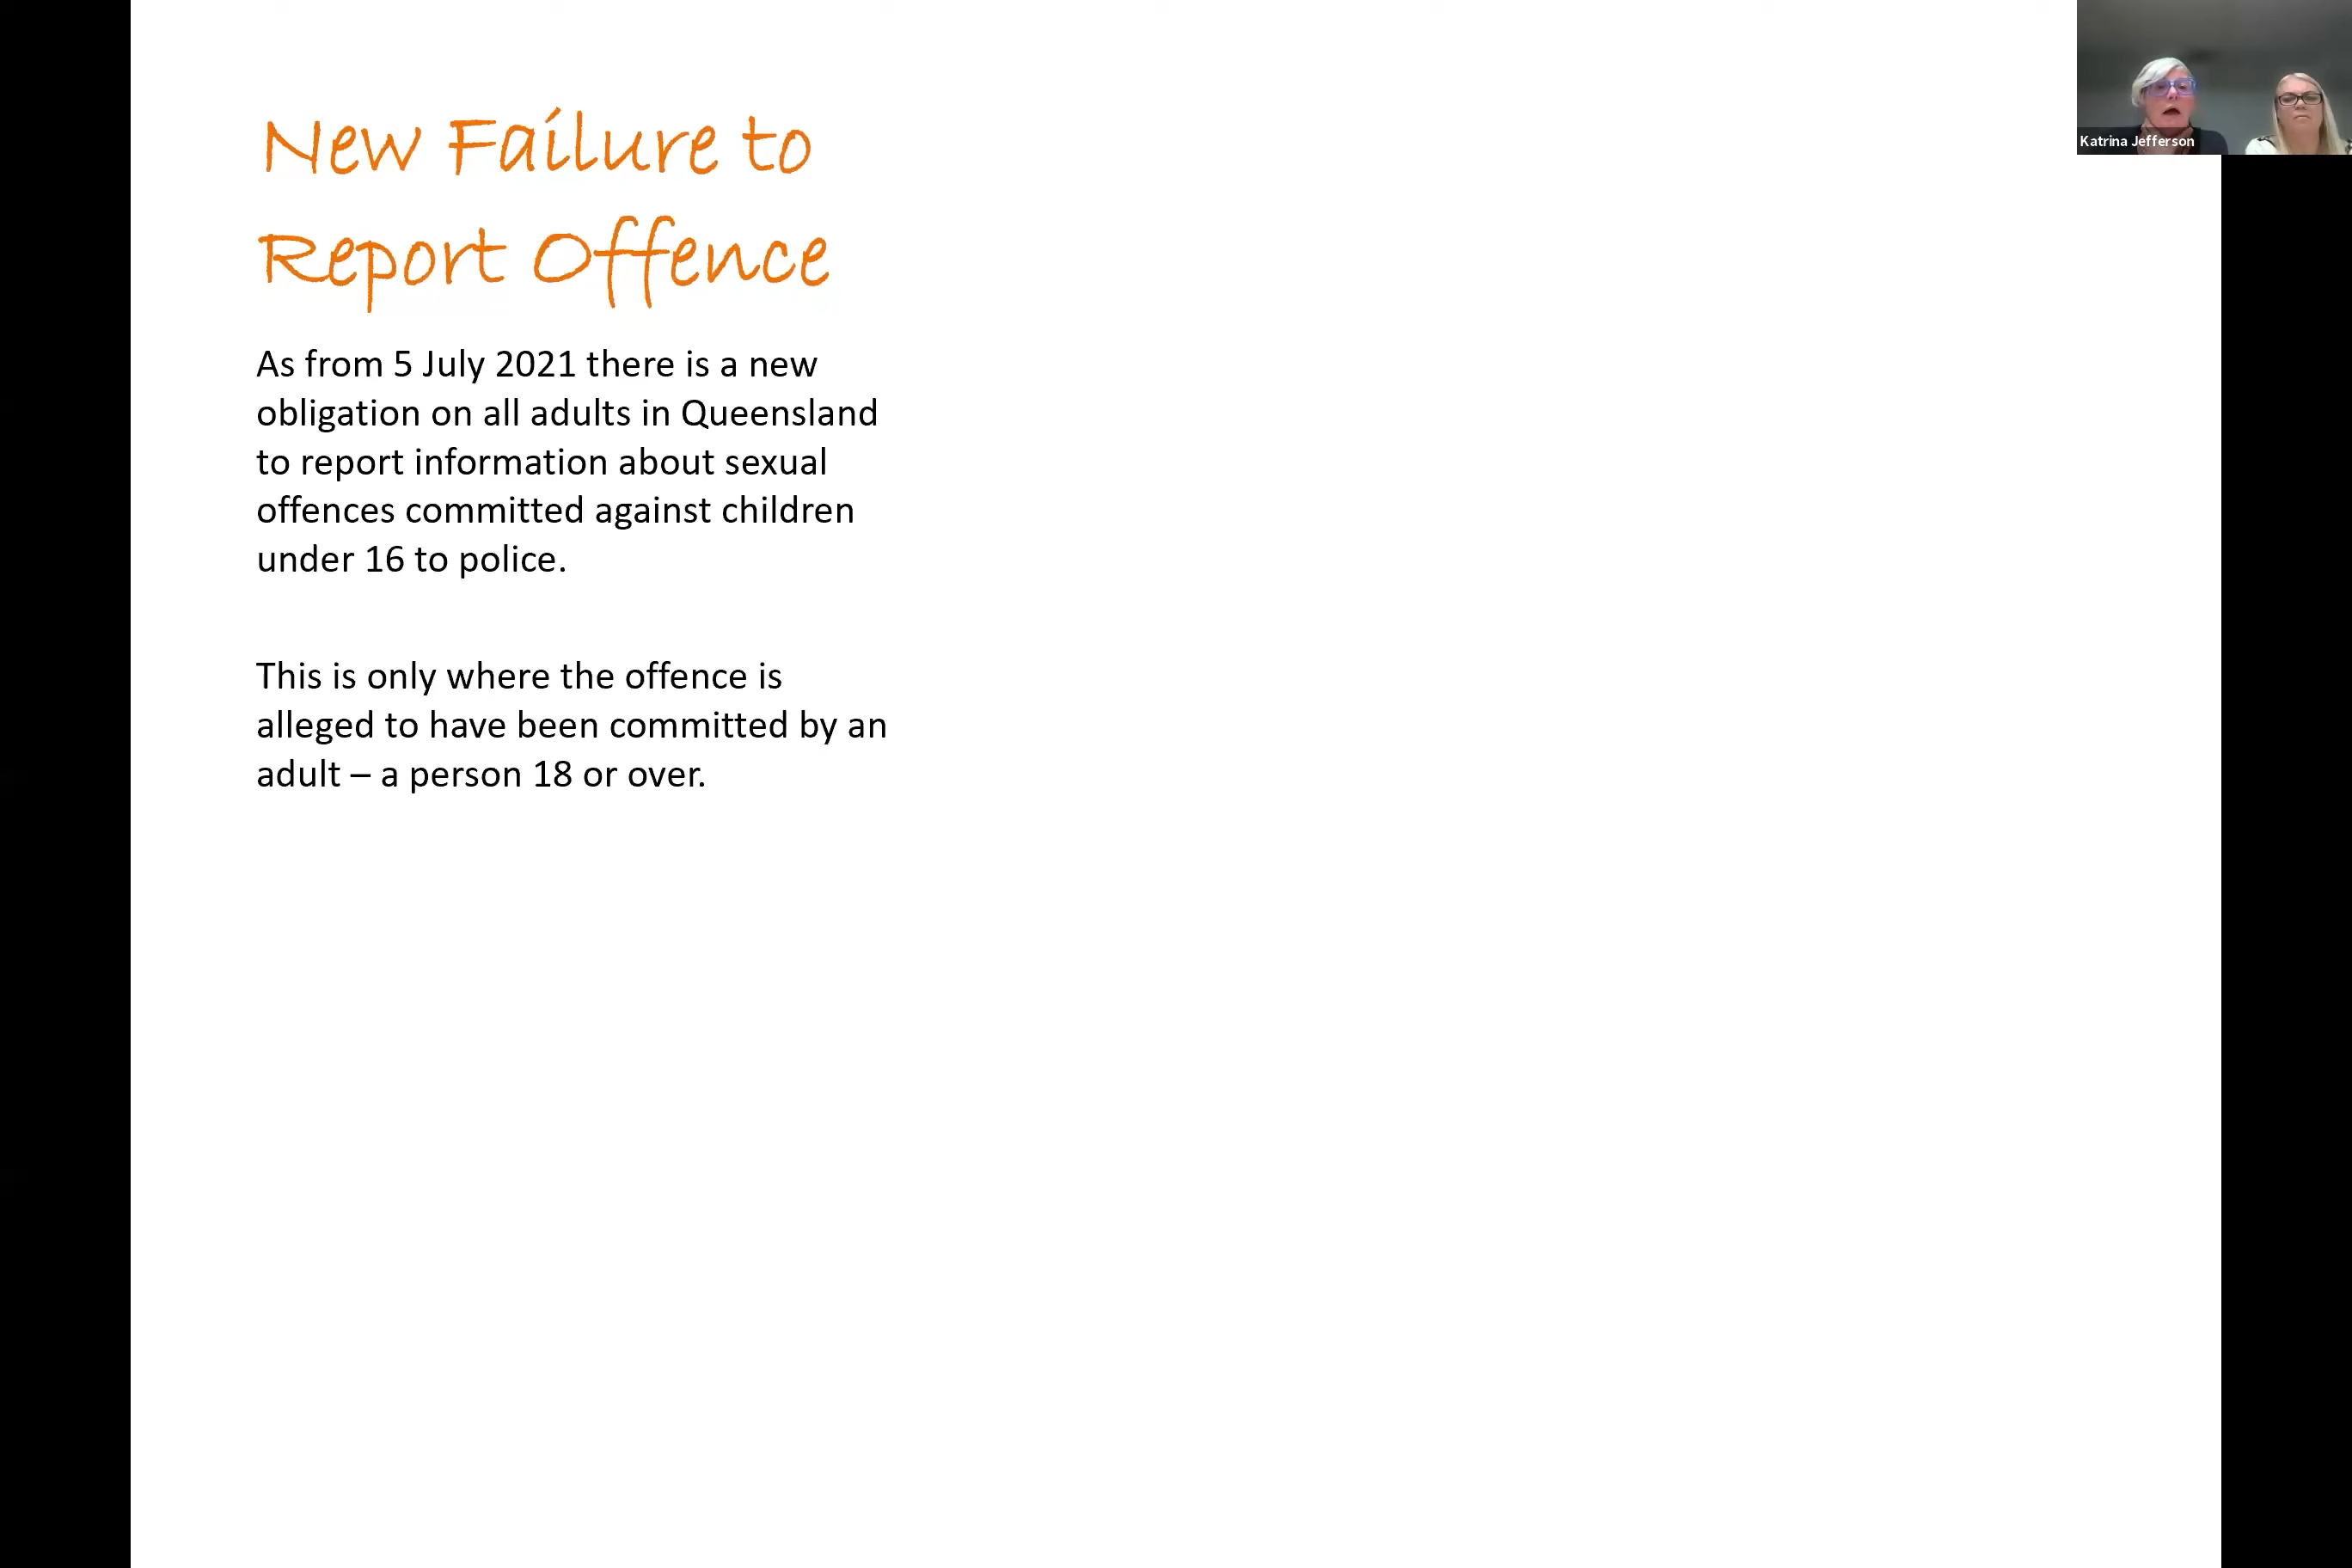 New Failure to
Report Offence
As from 5 July 2021 there is a new
obligation on all adults in Queensland
to report information about sexual
offences committed against children
under 16 to police.
This is only where the offence is
alleged to have been committed by an
adult – a person 18 or over.
Katrina Jefferson